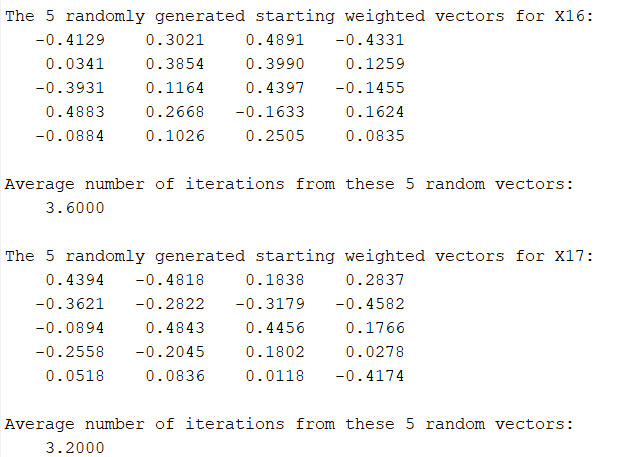 The 5 randomly generated starting weighted vectors for X16:
-0.4129 0.3021 0.4891 -0.4331
0.0341 0.3854 0.3990 0.1259
-0.3931 0.1164 0.4397 -0.1455
0.4883 0.2668 -0.1633 0.1624
-0.0884 0.1026 0.2505 0.0835
Average number of iterations from these 5 random vectors:
3.6000
The 5 randomly generated starting weighted vectors for X17:
0.4394 -0.4818 0.1838 0.2837
-0.3621 -0.2822 -0.3179 -0.4582
-0.0894 0.4843 0.4456 0.1766
-0.2558 -0.2045 0.1802 0.0278
0.0518 0.0836 0.0118 -0.4174
Average number of iterations from these 5 random vectors:
3.2000